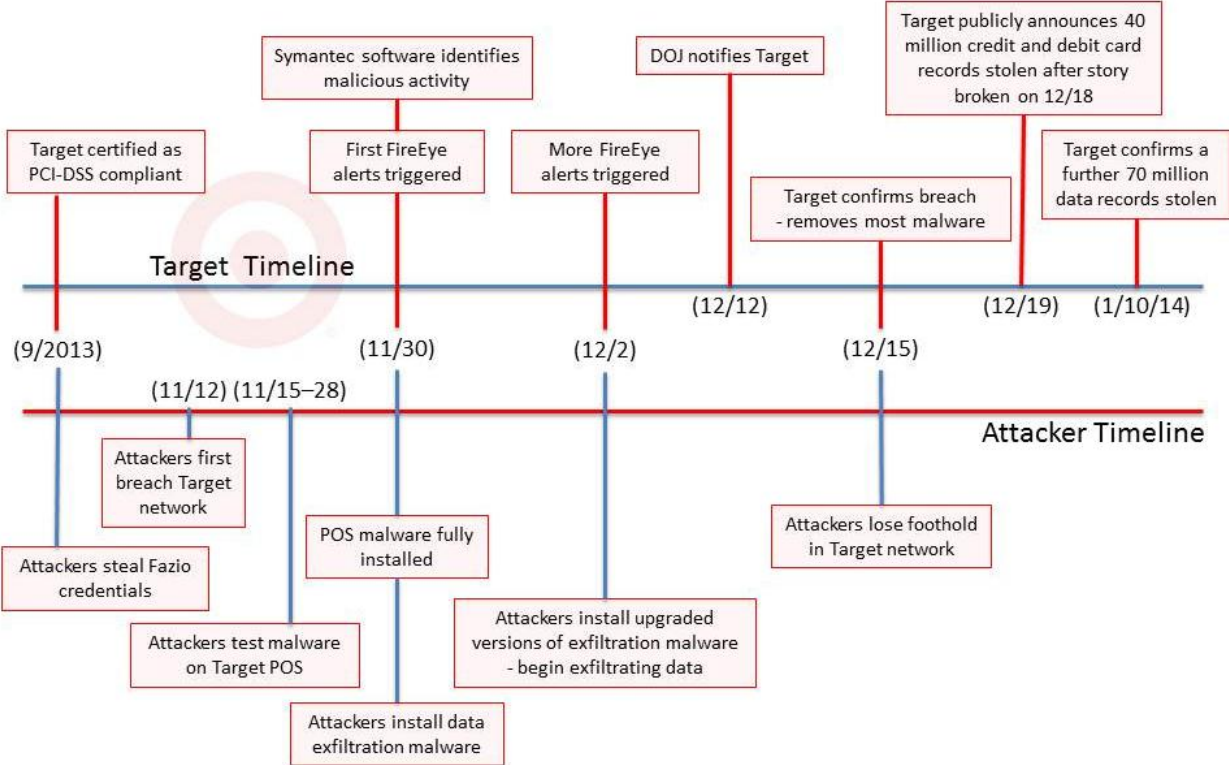 Target publicly announces 40
million credit and debit card
records stolen after story
broken on 12/18
Symantec software identifies
malicious activity
DOJ notifies Target
Target certified as
PCI-DSS compliant
First FireEye
alerts triggered
More FireEye
alerts triggered
Target confirms a
further 70 million
data records stolen
Target confirms breach
- removes most malware
Target Timeline
(12/12)
(12/19)
(1/10/14)
(9/2013)
(11/30)
(12/2)
(12/15)
(11/12)
(11/15–28)
Attacker Timeline
Attackers first
breach Target
network
POS malware fully
installed
Attackers lose foothold
in Target network
Attackers steal Fazio
credentials
Attackers test malware
on Target POS
Attackers install upgraded
versions of exfiltration malware
- begin exfiltrating data
Attackers install data
exfiltration malware